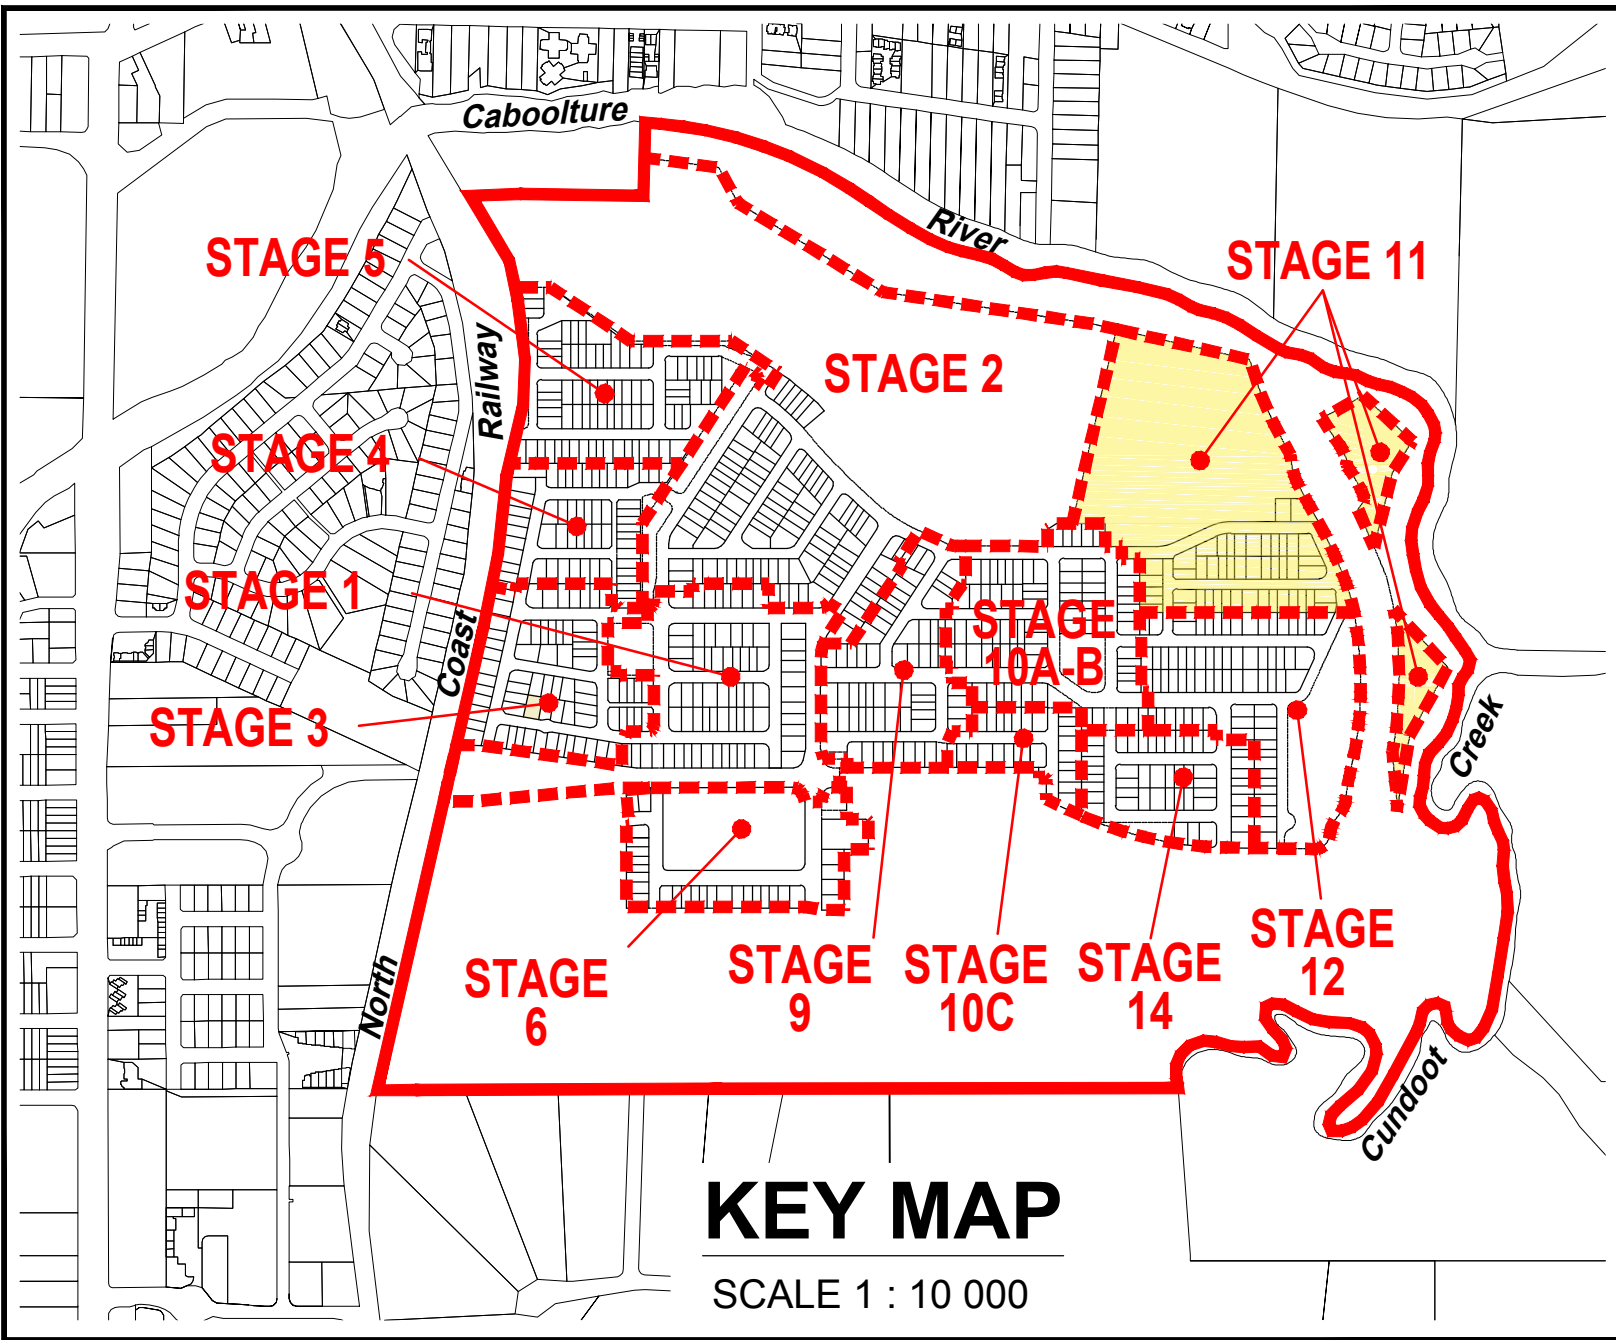 Caboolture
River
STAGE 5
STAGE 11
Railway
STAGE 2
STAGE 4
STAGE 1
STAGE
10A-B
Coast
STAGE 3
Creek
STAGE
6
STAGE
9
STAGE
10C
STAGE
14
STAGE
12
North
Cundoot
KEY MAP
SCALE 1 : 10 000